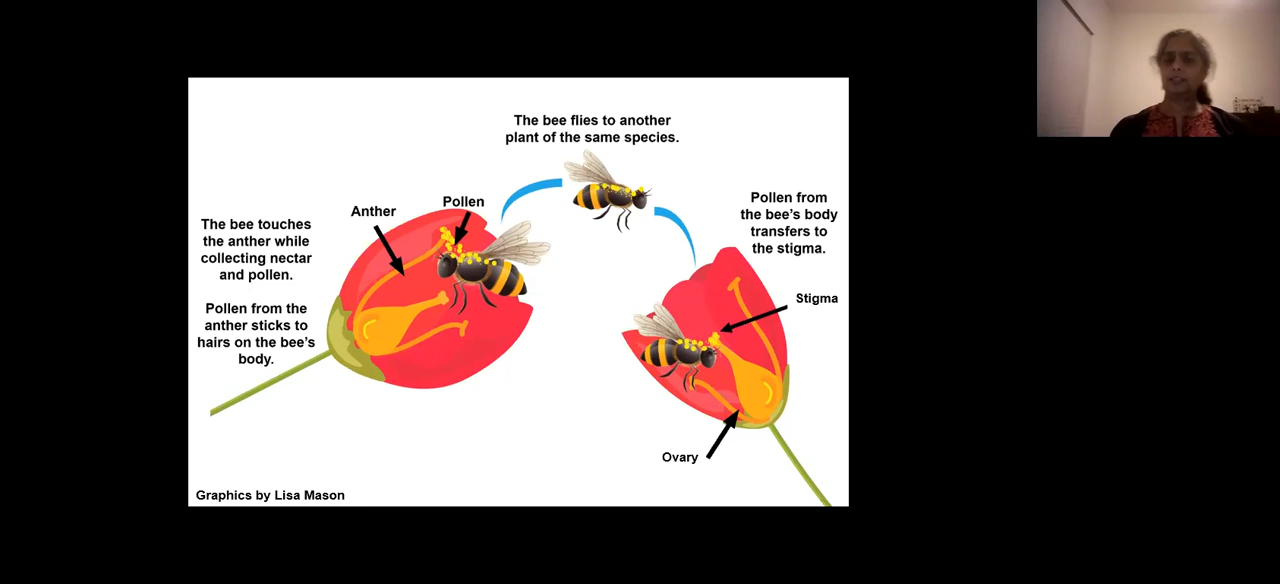 The bee flies to another
plant of the same species.
Pollen
Anther
The bee touches
the anther while
collecting nectar
and pollen.
Pollen from the
anther sticks to
hairs on the bee's
body.
Pollen from
the bee's body
transfers to
the stigma.
Stigma
Ovary
Graphics by Lisa Mason